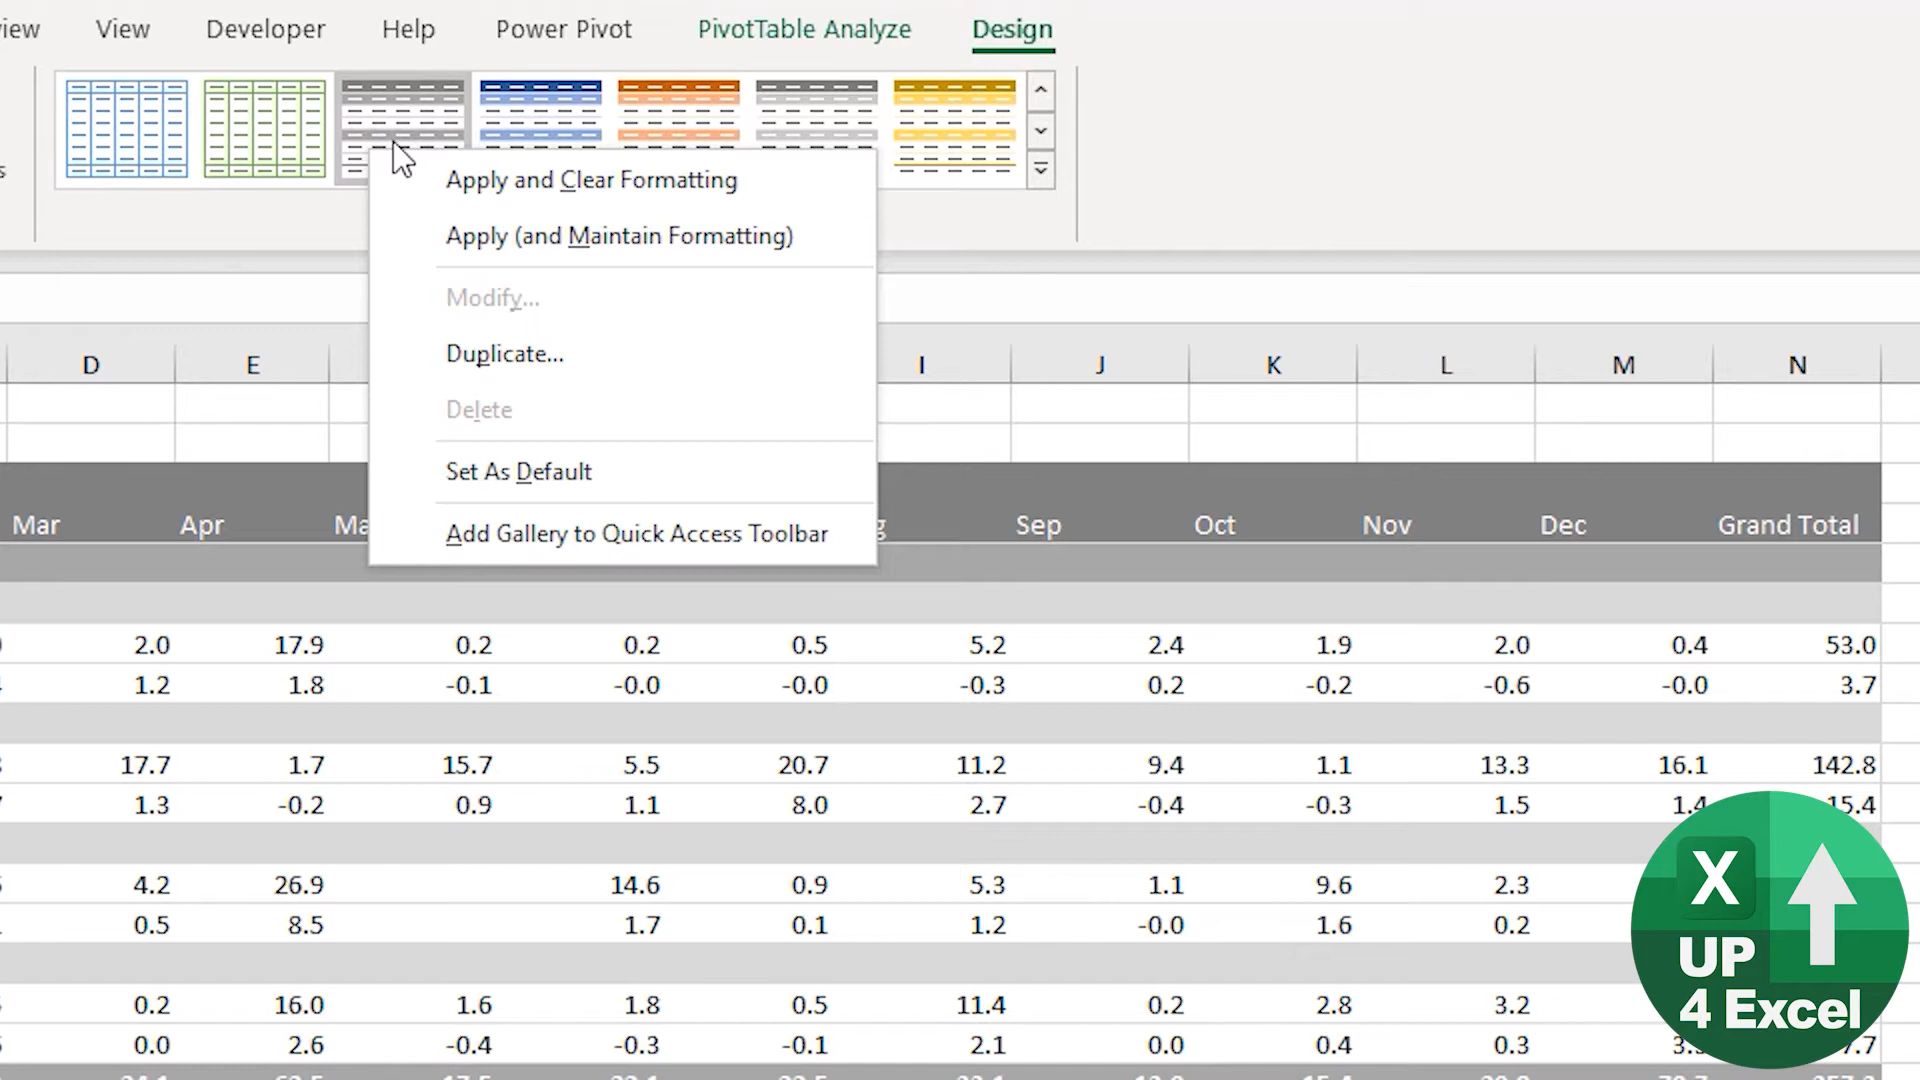 View Developer Help Power Pivot PivotTable Analyze Design
Apply and Clear Formatting
Apply (and Maintain Formatting)
Modify...
Duplicate...
Delete
Set As Default
Add Gallery to Quick Access Toolbar
D E I J K L M N
Mar Apr Sep Oct Nov Dec Grand Total
2.0 17.9 0.2 0.2 0.5 5.2 2.4 1.9 2.0 0.4 53.0
1.2 1.8 -0.1 -0.0 -0.0 -0.3 0.2 -0.2 -0.6 -0.0 3.7
17.7 1.7 15.7 5.5 20.7 11.2 9.4 1.1 13.3 16.1 142.8
1.3 -0.2 0.9 1.1 8.0 2.7 -0.4 -0.3 1.5 1.4 15.4
4.2 26.9 14.6 0.9 5.3 1.1 9.6 2.3
0.5 8.5 1.7 0.1 1.2 -0.0 1.6 0.2
0.2 16.0 1.6 1.8 0.5 11.4 0.2 2.8 3.2
0.0 2.6 -0.4 -0.3 -0.1 2.1 0.0 0.4 0.3
X
UP
4 Excel